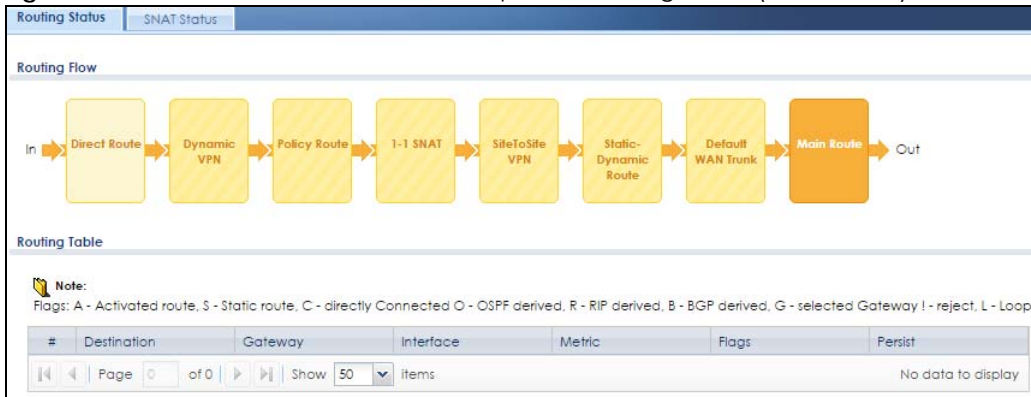 Routing Status
SNAT Status
Routing Flow
In
Direct Route
Dynamic
VPN
Policy Route
1-1 SNAT
SiteToSite
VPN
Static-
Dynamic
Route
Default
WAN Trunk
Main Route
Out
Routing Table
Note:
Flags: A - Activated route, S - Static route, C - directly Connected O - OSPF derived, R - RIP derived, B - BGP derived, G - selected Gateway ! - reject, L - Loop
# Destination Gateway Interface Metric Flags Persist
Page 0 of 0 Show 50 items No data to display